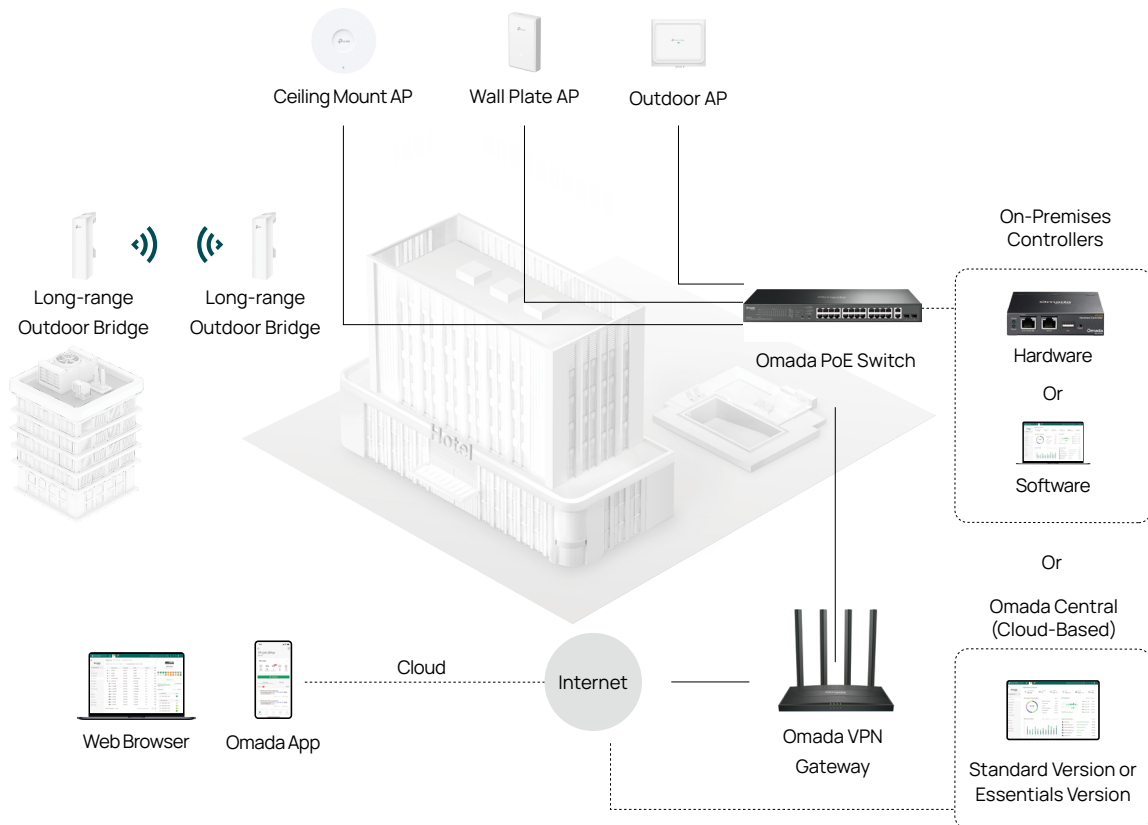 Ceiling Mount AP
Wall Plate AP
Outdoor AP
On-Premises
Controllers
Long-range
Outdoor Bridge
Long-range
Outdoor Bridge
Omada PoE Switch
Hardware
Or
Software
Hotel
Or
Omada Central
(Cloud-Based)
Cloud
Internet
Web Browser
Omada App
Omada VPN
Gateway
Standard Version or
Essentials Version